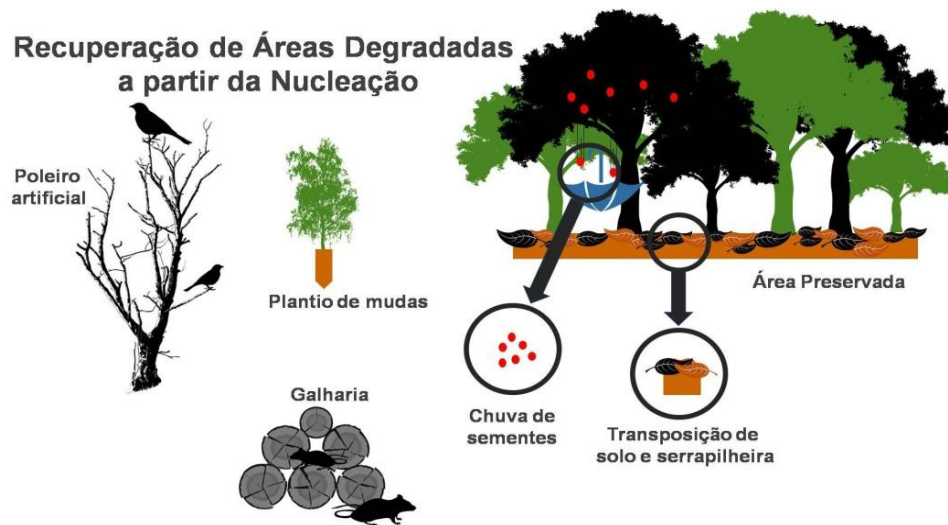 Recuperação de Áreas Degradadas
a partir da Nucleação
Poleiro
artificial
Plantio de mudas
Área Preservada
Galharia
Chuva de
sementes
Transposição de
solo e serrapilheira